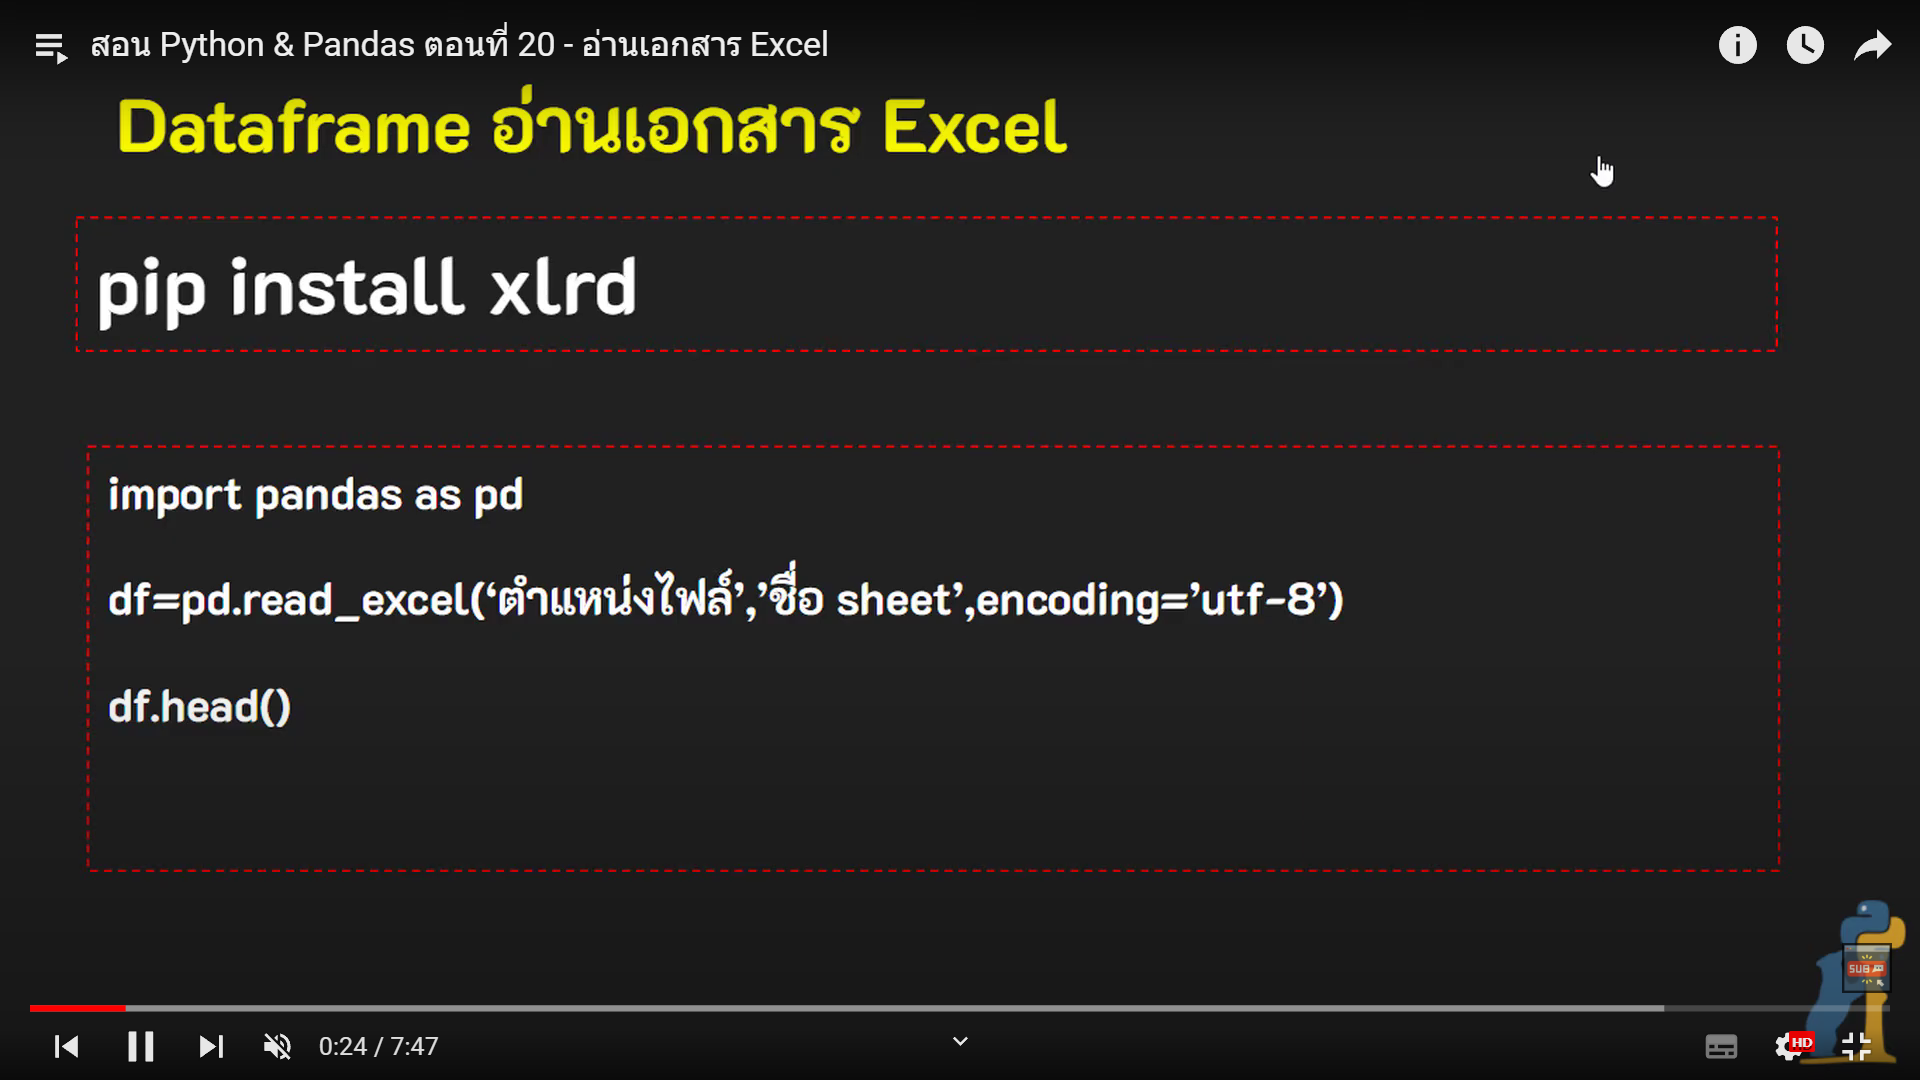 สอน Python & Pandas ตอนที่ 20 - อ่านเอกสาร Excel
Dataframe อ่านเอกสาร Excel
pip install xlrd
import pandas as pd
df=pd.read_excel(‘ตำแหน่งไฟล์’,’ชื่อ sheet’,encoding=’utf-8’)
df.head()
SUB
0:24 / 7:47
HD